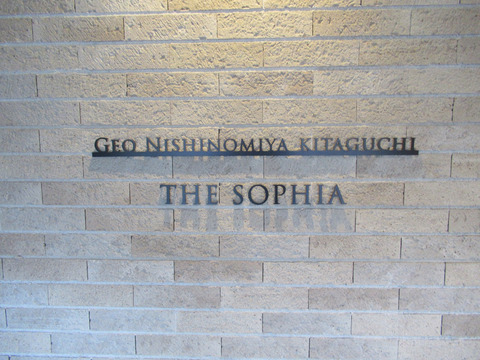 GEO NISHINOMIYA KITAGUCHI
THE SOPHIA